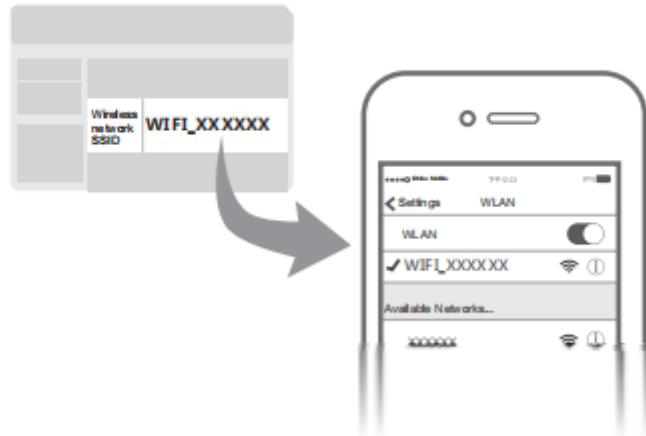 Wireless
network
SSID
WIFI_XXXXXX
Settings WLAN
WLAN
WIFI_XXXXXX
Available Networks...
xxxxxx